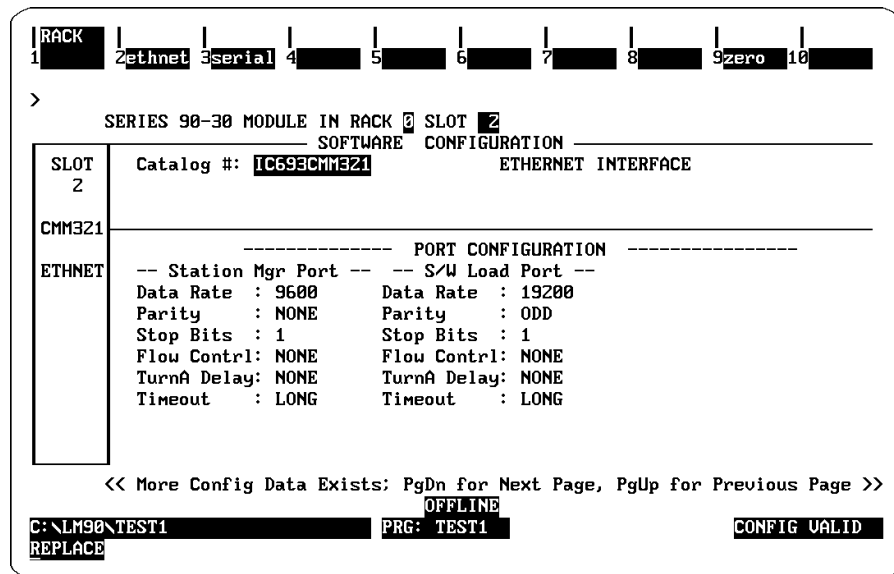 RACK
1 2ethnet 3serial 4 5 6 7 8 9zero 10
>
SERIES 90-30 MODULE IN RACK 0 SLOT 2
SOFTWARE CONFIGURATION
SLOT Catalog #: IC693CMM321 ETHERNET INTERFACE
2
CMM321
---------------- PORT CONFIGURATION ----------------
ETHNET -- Station Mgr Port -- -- S/W Load Port --
Data Rate : 9600 Data Rate : 19200
Parity : NONE Parity : ODD
Stop Bits : 1 Stop Bits : 1
Flow Contrl: NONE Flow Contrl: NONE
TurnA Delay: NONE TurnA Delay: NONE
Timeout : LONG Timeout : LONG
<< More Config Data Exists; PgDn for Next Page, PgUp for Previous Page >>
OFFLINE
C:\LM90\TEST1 PRG: TEST1 CONFIG VALID
REPLACE